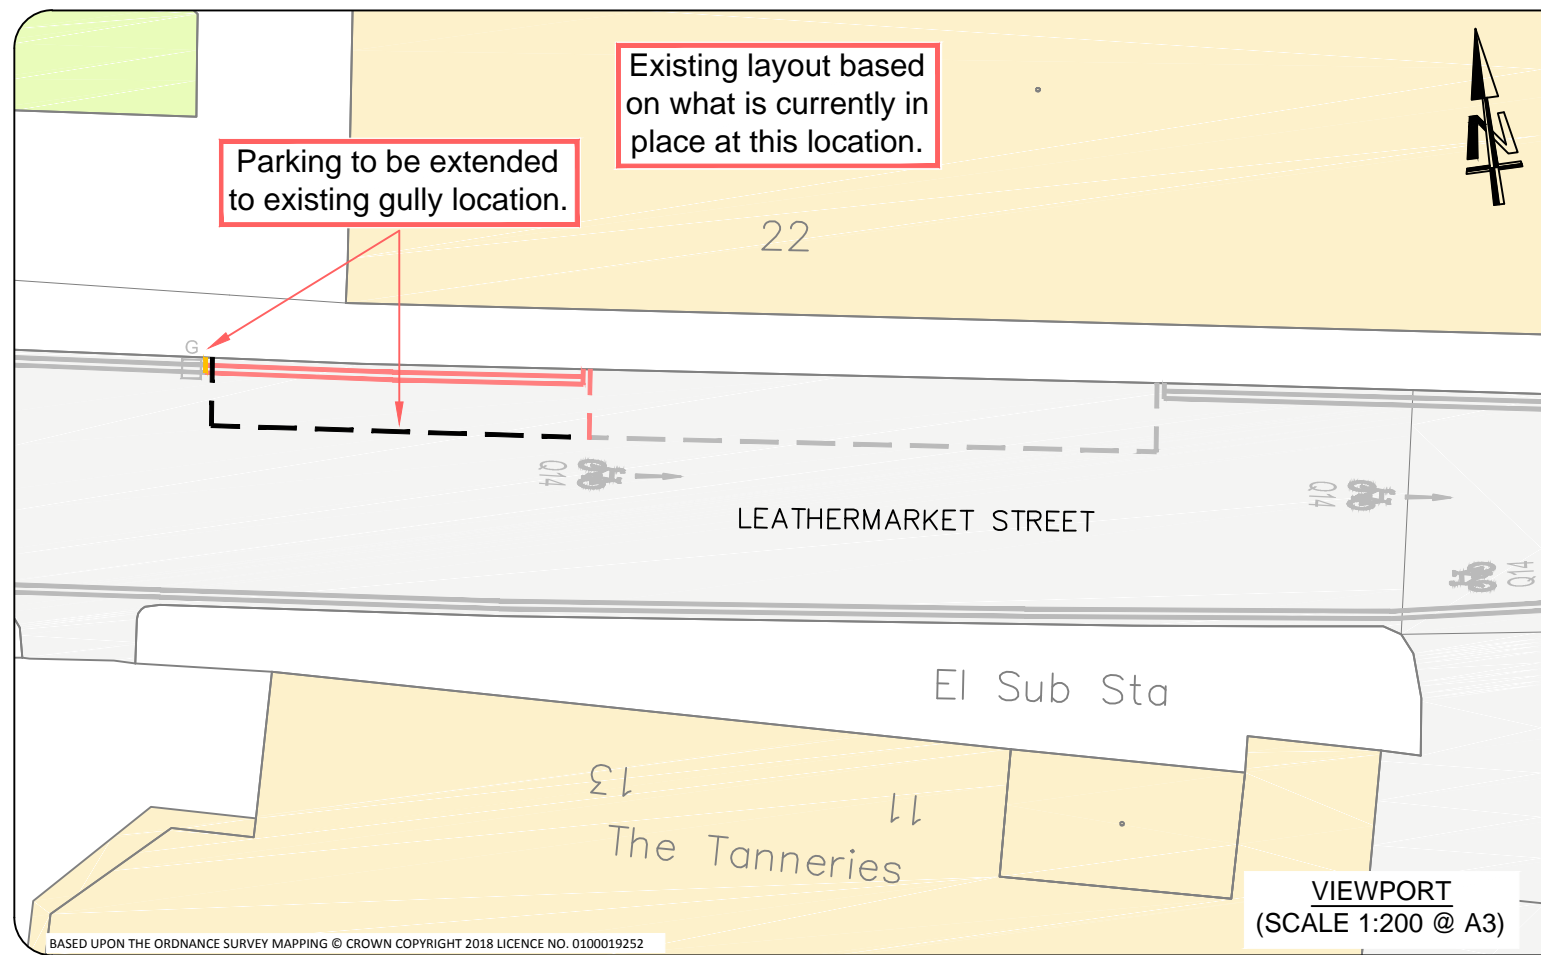 Existing layout based
on what is currently in
place at this location.
Parking to be extended
to existing gully location.
N
22
G
Q14
Q14
LEATHERMARKET STREET
Q14
El Sub Sta
13
11
The Tanneries
VIEWPORT
(SCALE 1:200 @ A3)
BASED UPON THE ORDNANCE SURVEY MAPPING © CROWN COPYRIGHT 2018 LICENCE NO. 0100019252